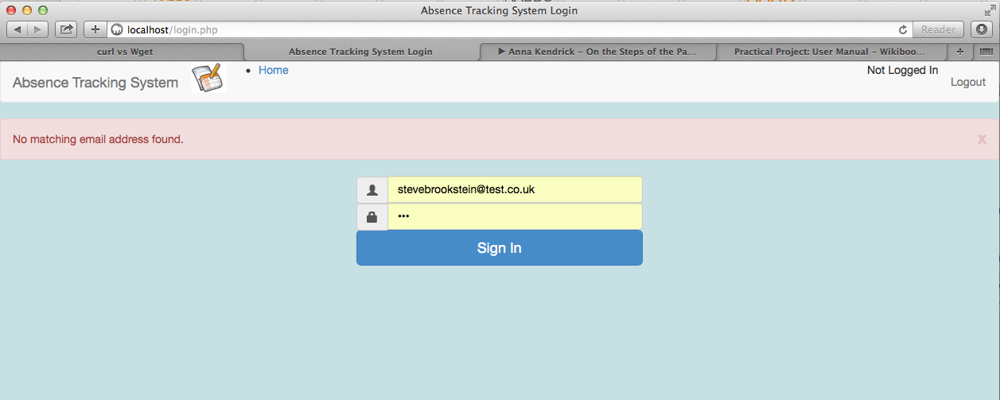 Absence Tracking System Login
localhost/login.php
Reader
curl vs Wget
Absence Tracking System Login
▶ Anna Kendrick – On the Steps of the Pa...
Practical Project: User Manual – Wikiboo...
Absence Tracking System
• Home
Not Logged In
Logout
No matching email address found.
x
stevebrookstein@test.co.uk
•••
Sign In